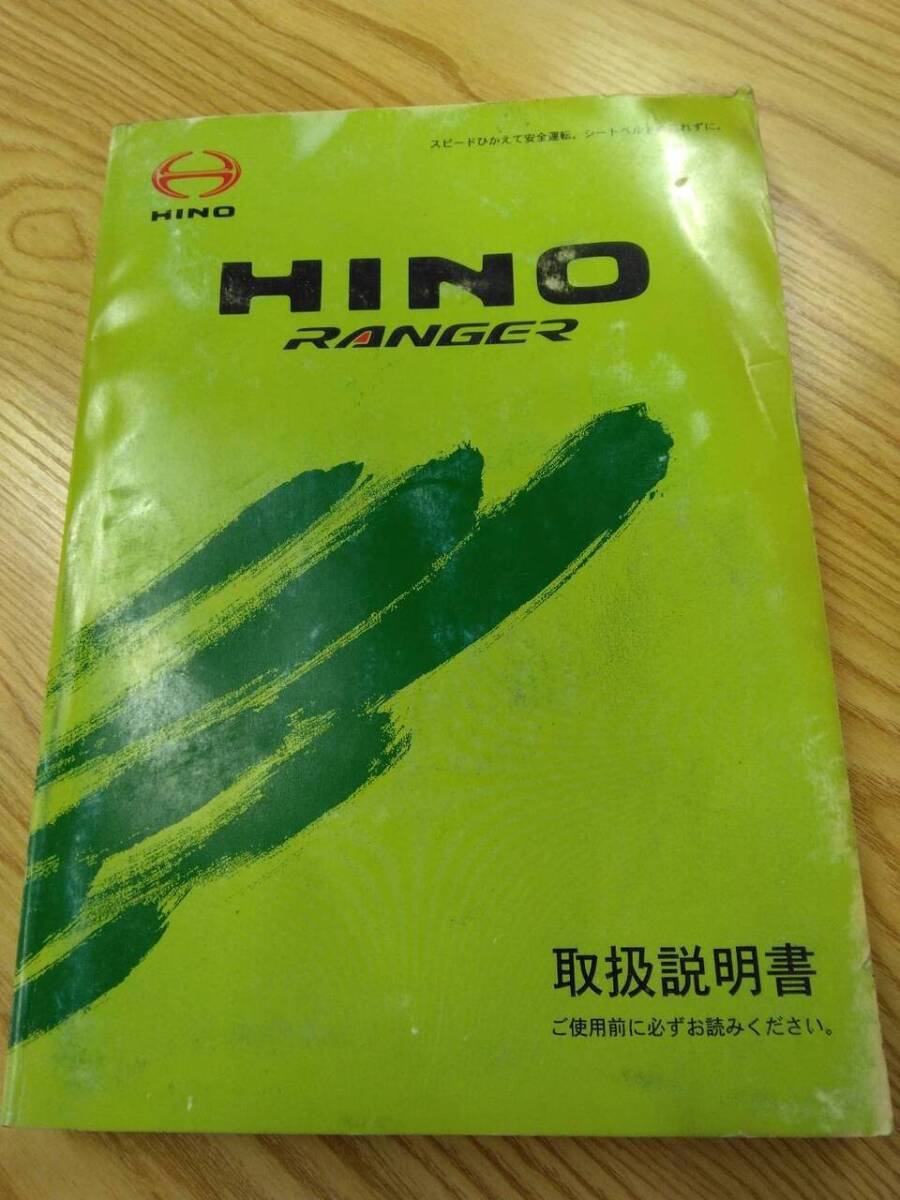 スピードひかえて安全運転。シートベルト れずに。
HINO
HINO
RANGER
取扱説明書
ご使用前に必ずお読みください。